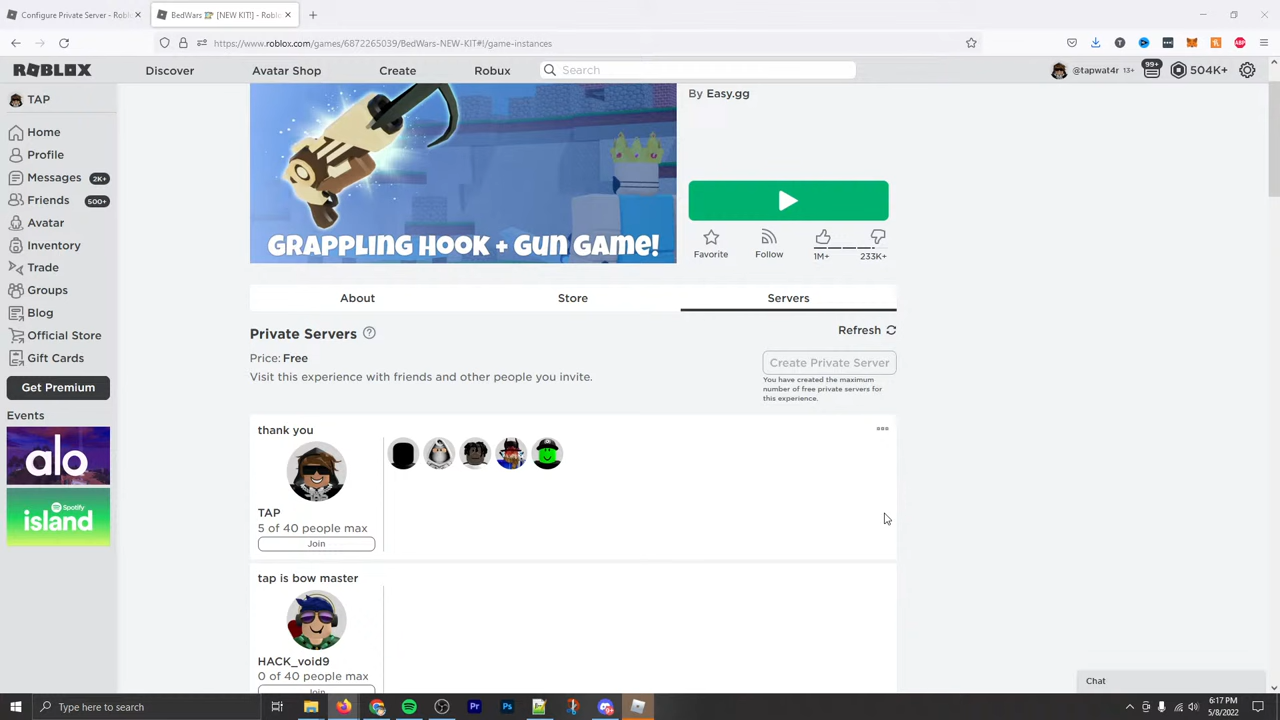 Configure Private Server - Robl
BedWars [NEW KIT!] - Robl
https://www.roblox.com/games/6872265039/BedWars-NEW-KIT#!/game-instances
ROBLOX
Discover
Avatar Shop
Create
Robux
Search
@tapwat4r 13+
99+
504K+
TAP
Home
Profile
Messages 2K+
Friends 500+
Avatar
Inventory
Trade
Groups
Blog
Official Store
Gift Cards
Get Premium
Events
alo
Spotify
island
GRAPPLING HOOK + GUN GAME!
By Easy.gg
Favorite
Follow
1M+
233K+
About
Store
Servers
Private Servers
Refresh
Price: Free
Create Private Server
Visit this experience with friends and other people you invite.
You have created the maximum
number of free private servers for
this experience.
thank you
TAP
5 of 40 people max
Join
tap is bow master
HACK_void9
0 of 40 people max
Join
Chat
Type here to search
6:17 PM
5/8/2022